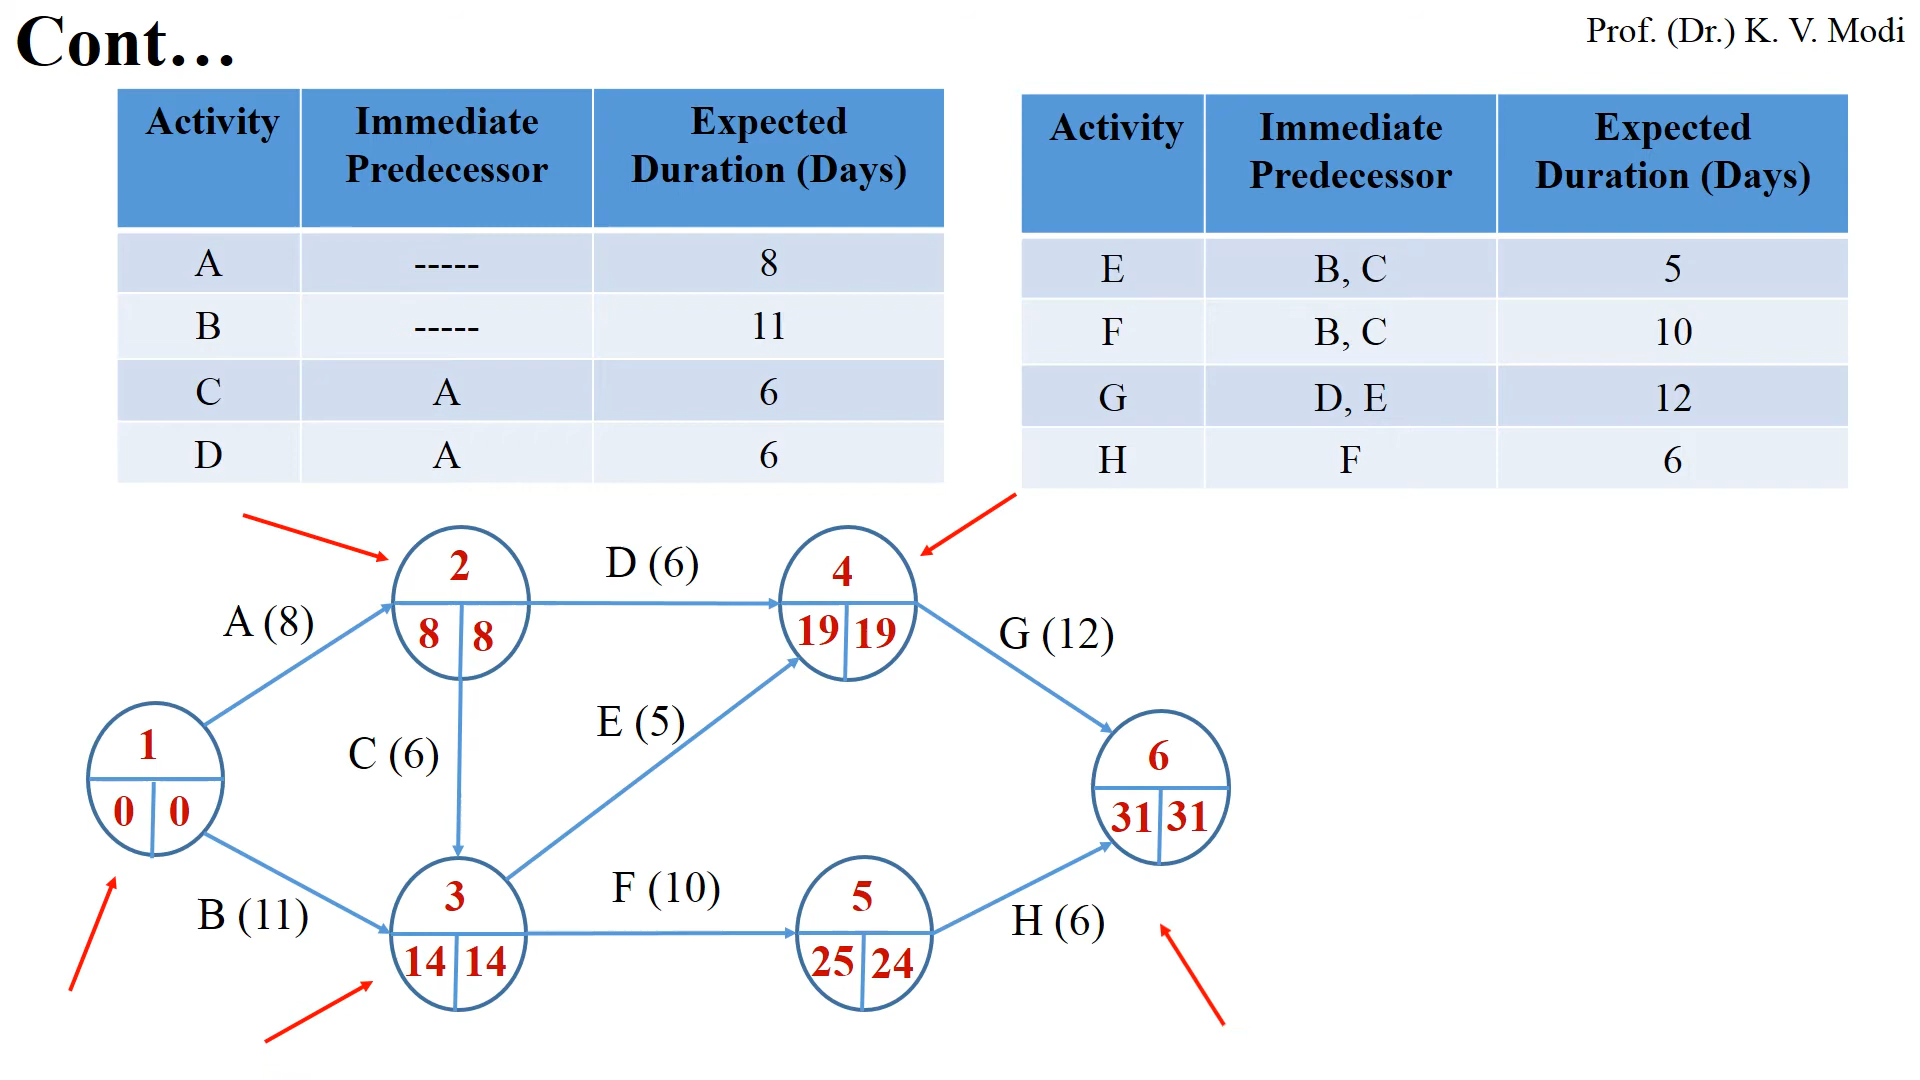 Cont…
Prof. (Dr.) K. V. Modi
Activity Immediate Predecessor Expected Duration (Days)
A ----- 8
B ----- 11
C A 6
D A 6
Activity Immediate Predecessor Expected Duration (Days)
E B, C 5
F B, C 10
G D, E 12
H F 6
2
8 8
D (6)
4
19 19
A (8)
G (12)
1
0 0
C (6)
E (5)
6
31 31
B (11)
3
14 14
F (10)
5
25 24
H (6)